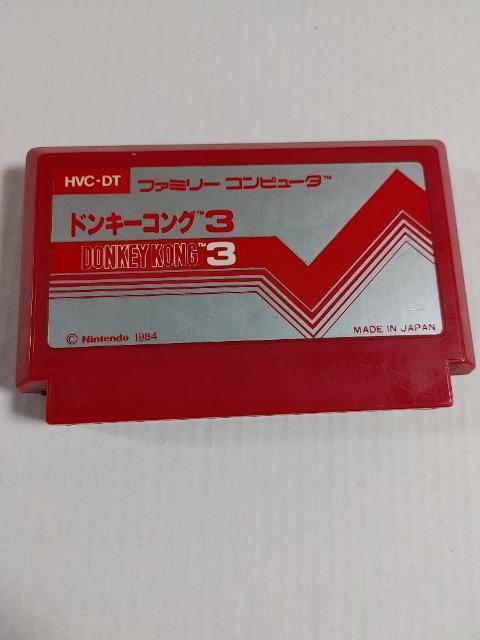 HVC-DT ファミリー コンピュータ™
ドンキーコング™3
DONKEY KONG™3
© Nintendo 1984
MADE IN JAPAN